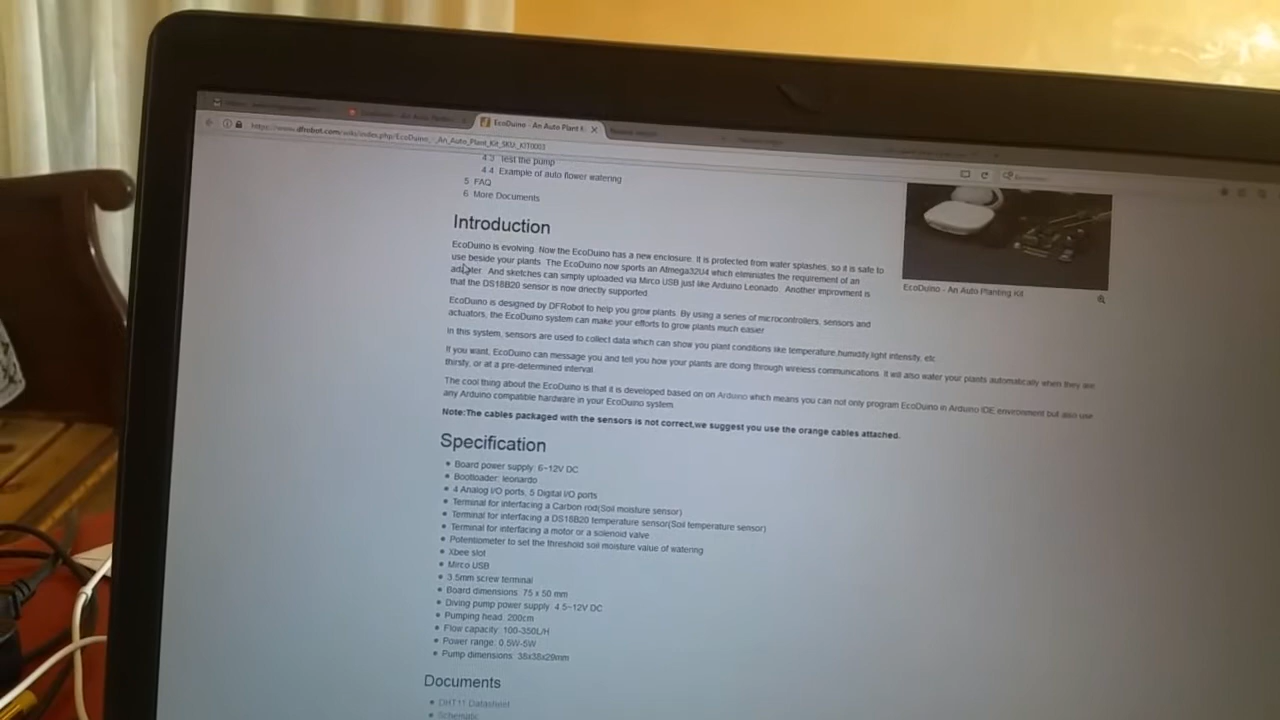 EcoDuino - An Auto Plant K
https://www.dfrobot.com/wiki/index.php/EcoDuino_-_An_Auto_Plant_Kit_SKU:_KIT0003
4.3 Test the pump
4.4 Example of auto flower watering
5 FAQ
6 More Documents
Introduction
EcoDuino is evolving. Now the EcoDuino has a new enclosure. It is protected from water splashes, so it is safe to
use beside your plants. The EcoDuino now sports an Atmega32U4 which eliminates the requirement of an
adapter. And sketches can simply uploaded via Mirco USB just like Arduino Leonado. Another improvment is
that the DS18B20 sensor is now directly supported.
EcoDuino - An Auto Planting Kit
EcoDuino is designed by DFRobot to help you grow plants. By using a series of microcontrollers, sensors and
actuators, the EcoDuino system can make your efforts to grow plants much easier
In this system, sensors are used to collect data which can show you plant conditions like temperature,humidity,light intensity, etc.
If you want, EcoDuino can message you and tell you how your plants are doing through wireless communications. It will also water your plants automatically when they are
thirsty, or at a pre-determined interval.
The cool thing about the EcoDuino is that it is developed based on on Arduino which means you can not only program EcoDuino in Arduino IDE environment but also use
any Arduino compatible hardware in your EcoDuino system.
Note:The cables packaged with the sensors is not correct,we suggest you use the orange cables attached.
Specification
Board power supply: 6~12V DC
Bootloader: leonardo
4 Analog I/O ports, 5 Digital I/O ports
Terminal for interfacing a Carbon rod(Soil moisture sensor)
Terminal for interfacing a DS18B20 temperature sensor(Soil temperature sensor)
Terminal for interfacing a motor or a solenoid valve
Potentiometer to set the threshold soil moisture value of watering
Xbee slot
Mirco USB
3.5mm screw terminal
Board dimensions: 75 x 50 mm
Diving pump power supply: 4.5~12V DC
Pumping head: 200cm
Flow capacity: 100-350L/H
Power range: 0.5W-5W
Pump dimensions: 38x38x29mm
Documents
DHT11 Datasheet
Schematic